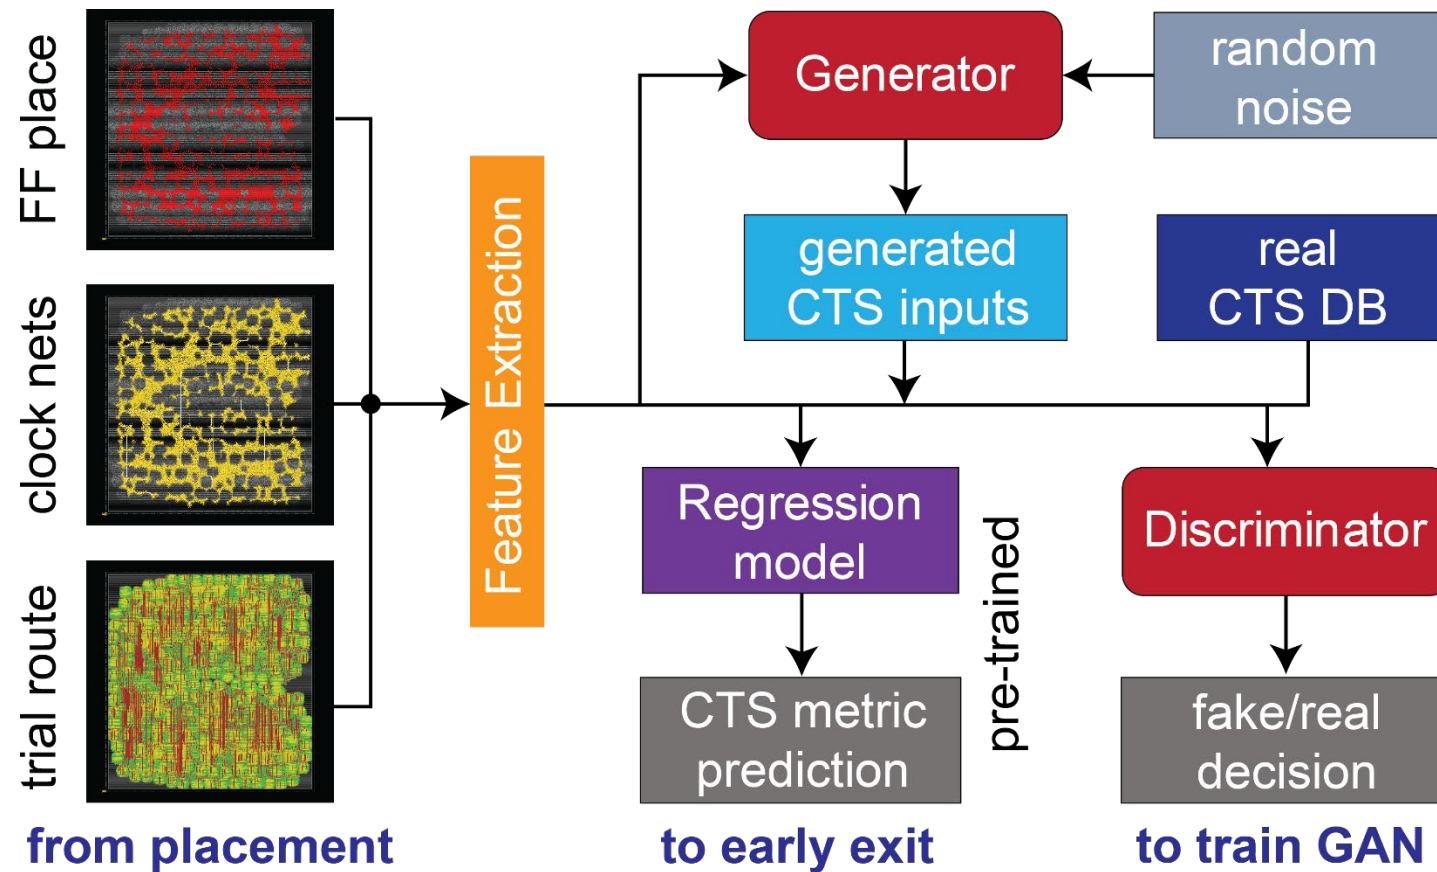 FF place
clock nets
trial route
from placement
Feature Extraction
Generator
random
noise
generated
CTS inputs
real
CTS DB
Regression
model
pre-trained
Discriminator
CTS metric
prediction
fake/real
decision
to early exit
to train GAN